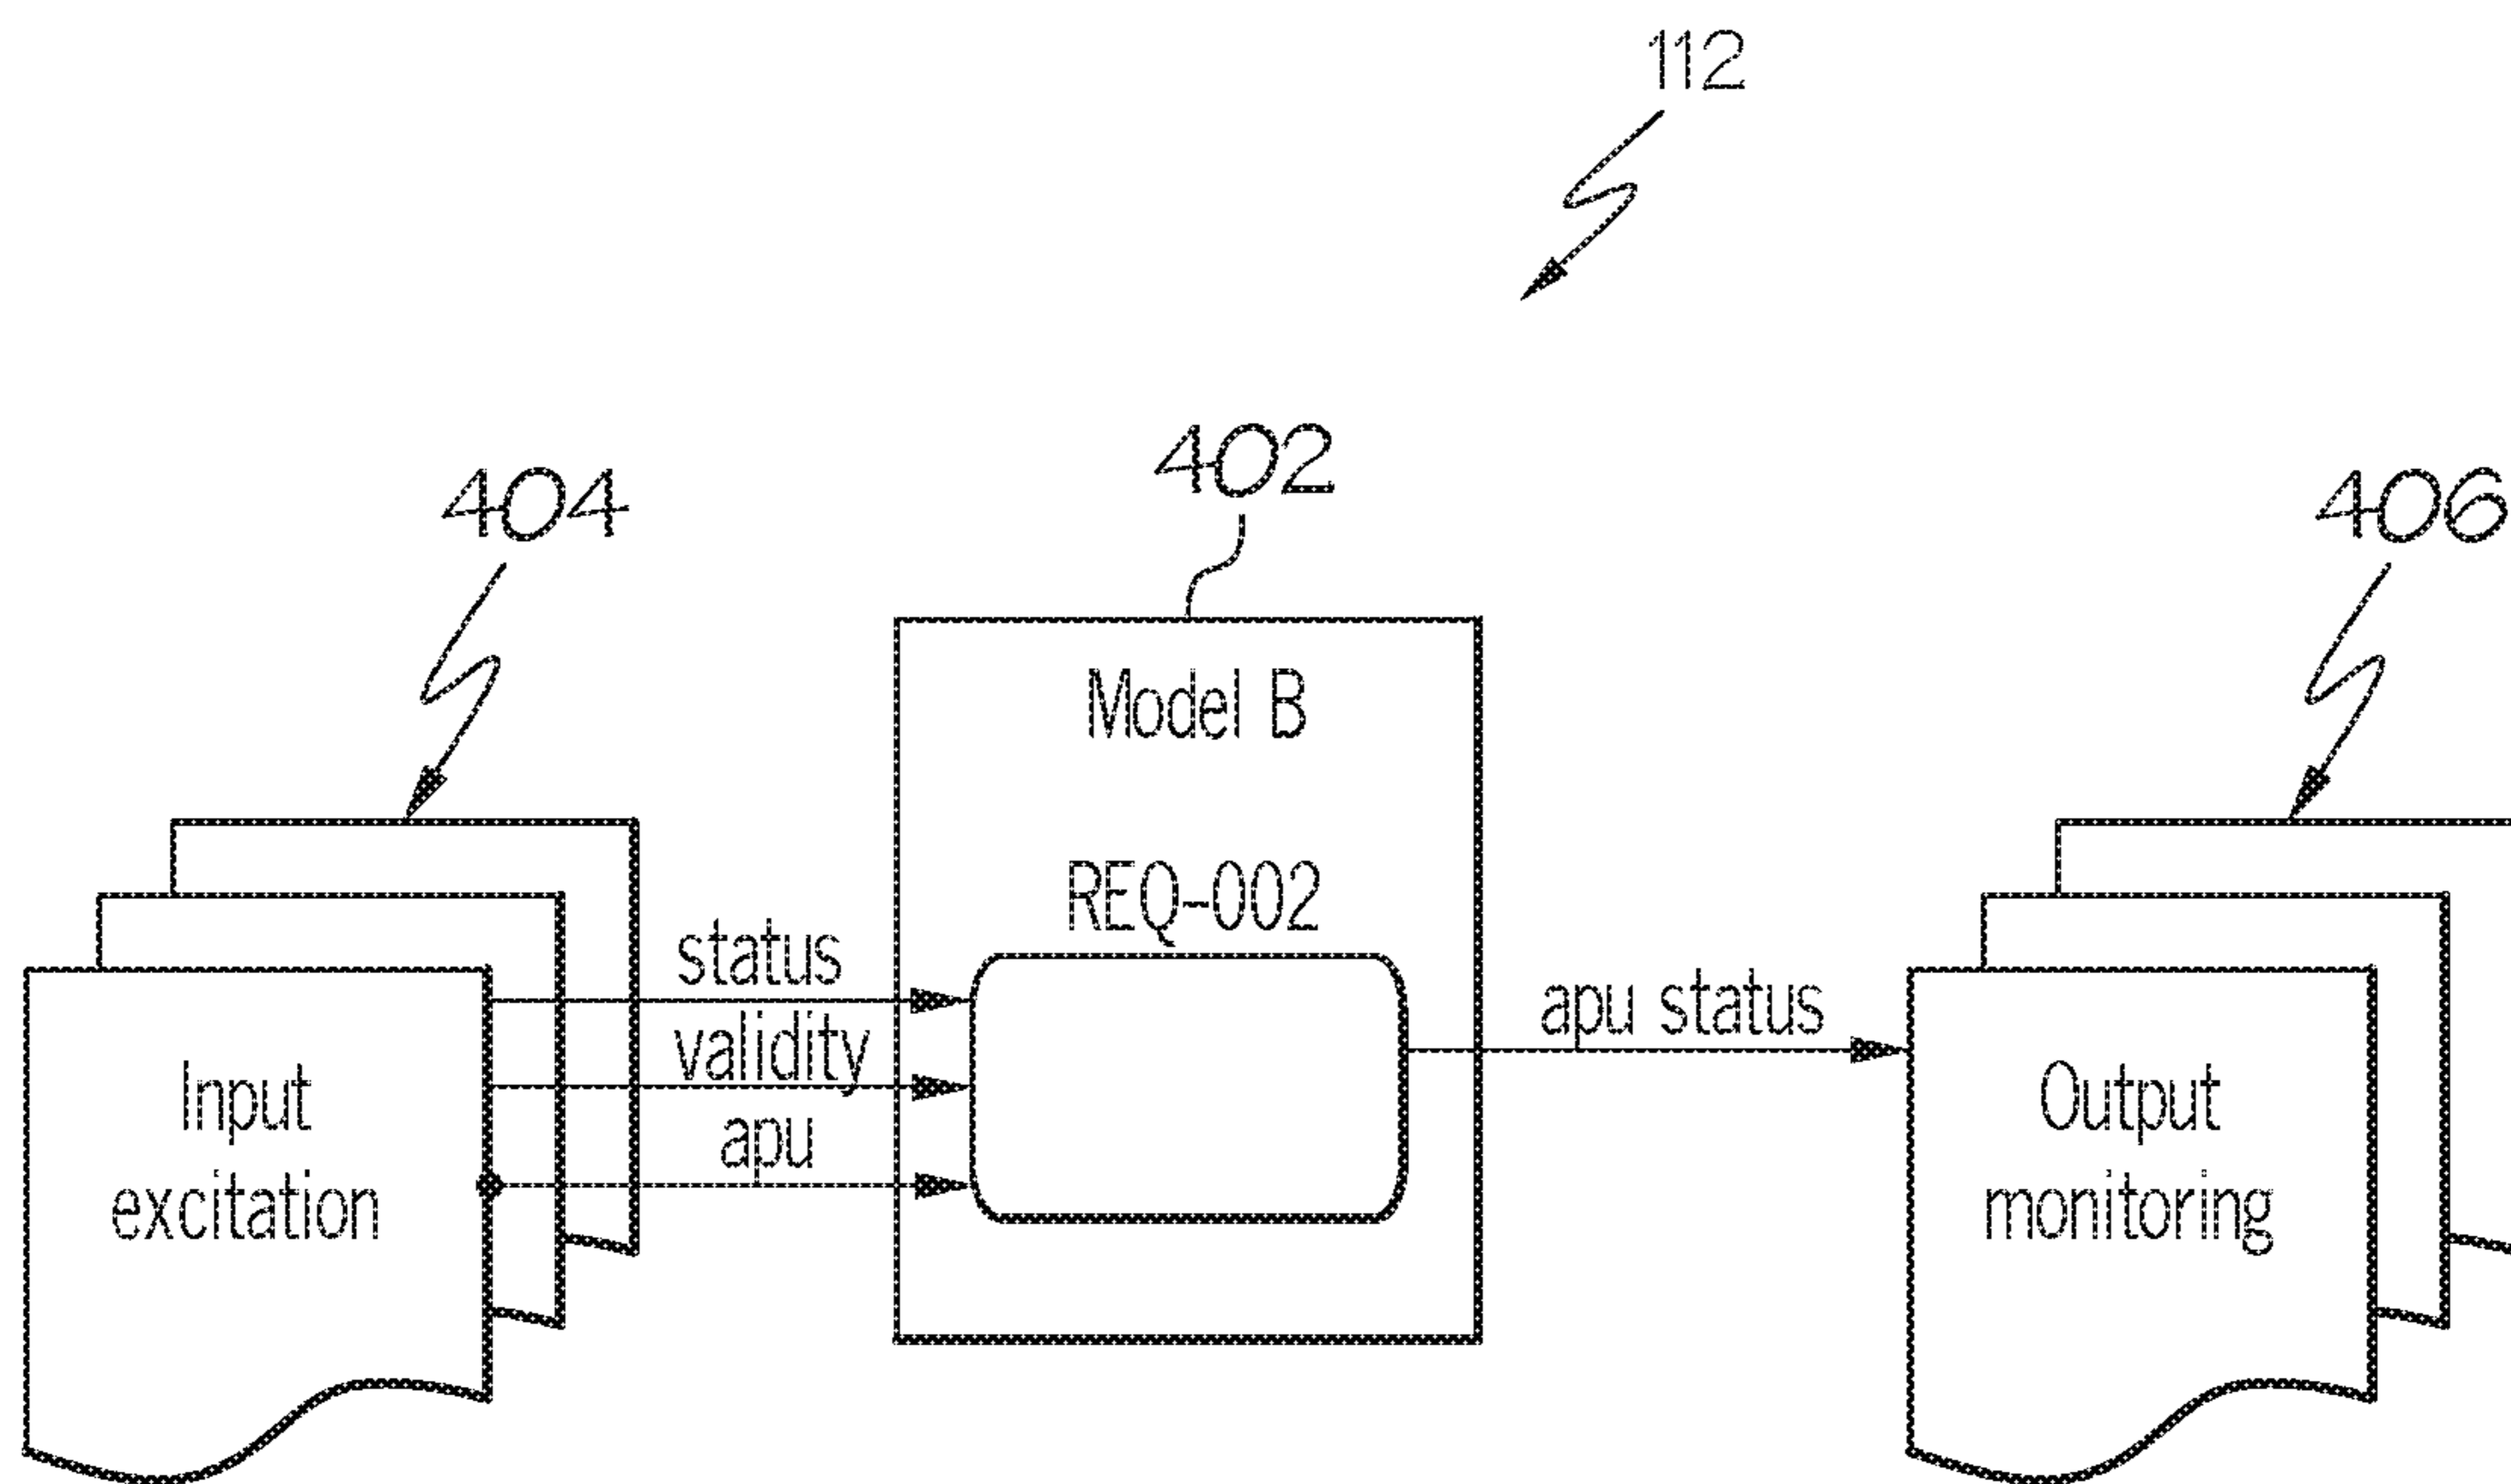 112
402
404
406
Model B
REQ-002
status
validity
apu
apu status
Input
excitation
Output
monitoring